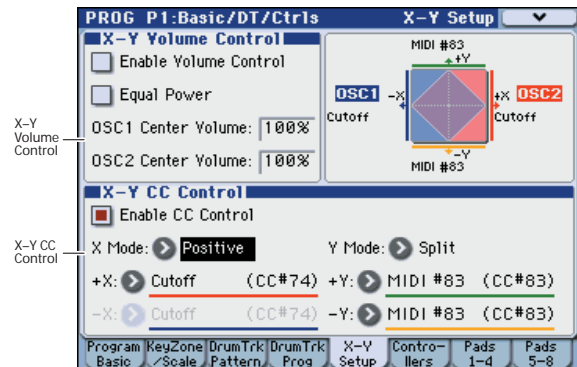 PROG P1:Basic/DT/Ctrls X-Y Setup
X-Y Volume Control
Enable Volume Control
Equal Power
OSC1 Center Volume: 100%
OSC2 Center Volume: 100%
MIDI #83
+Y
OSC1 -X +X OSC2
Cutoff Cutoff
-Y
MIDI #83
X-Y
Volume
Control
X-Y CC Control
Enable CC Control
X Mode: Positive Y Mode: Split
+X: Cutoff (CC#74) +Y: MIDI #83 (CC#83)
-X: Cutoff (CC#74) -Y: MIDI #83 (CC#83)
X-Y CC
Control
Program KeyZone DrumTrk DrumTrk X-Y Contro- Pads Pads
Basic /Scale Pattern Prog Setup llers 1-4 5-8